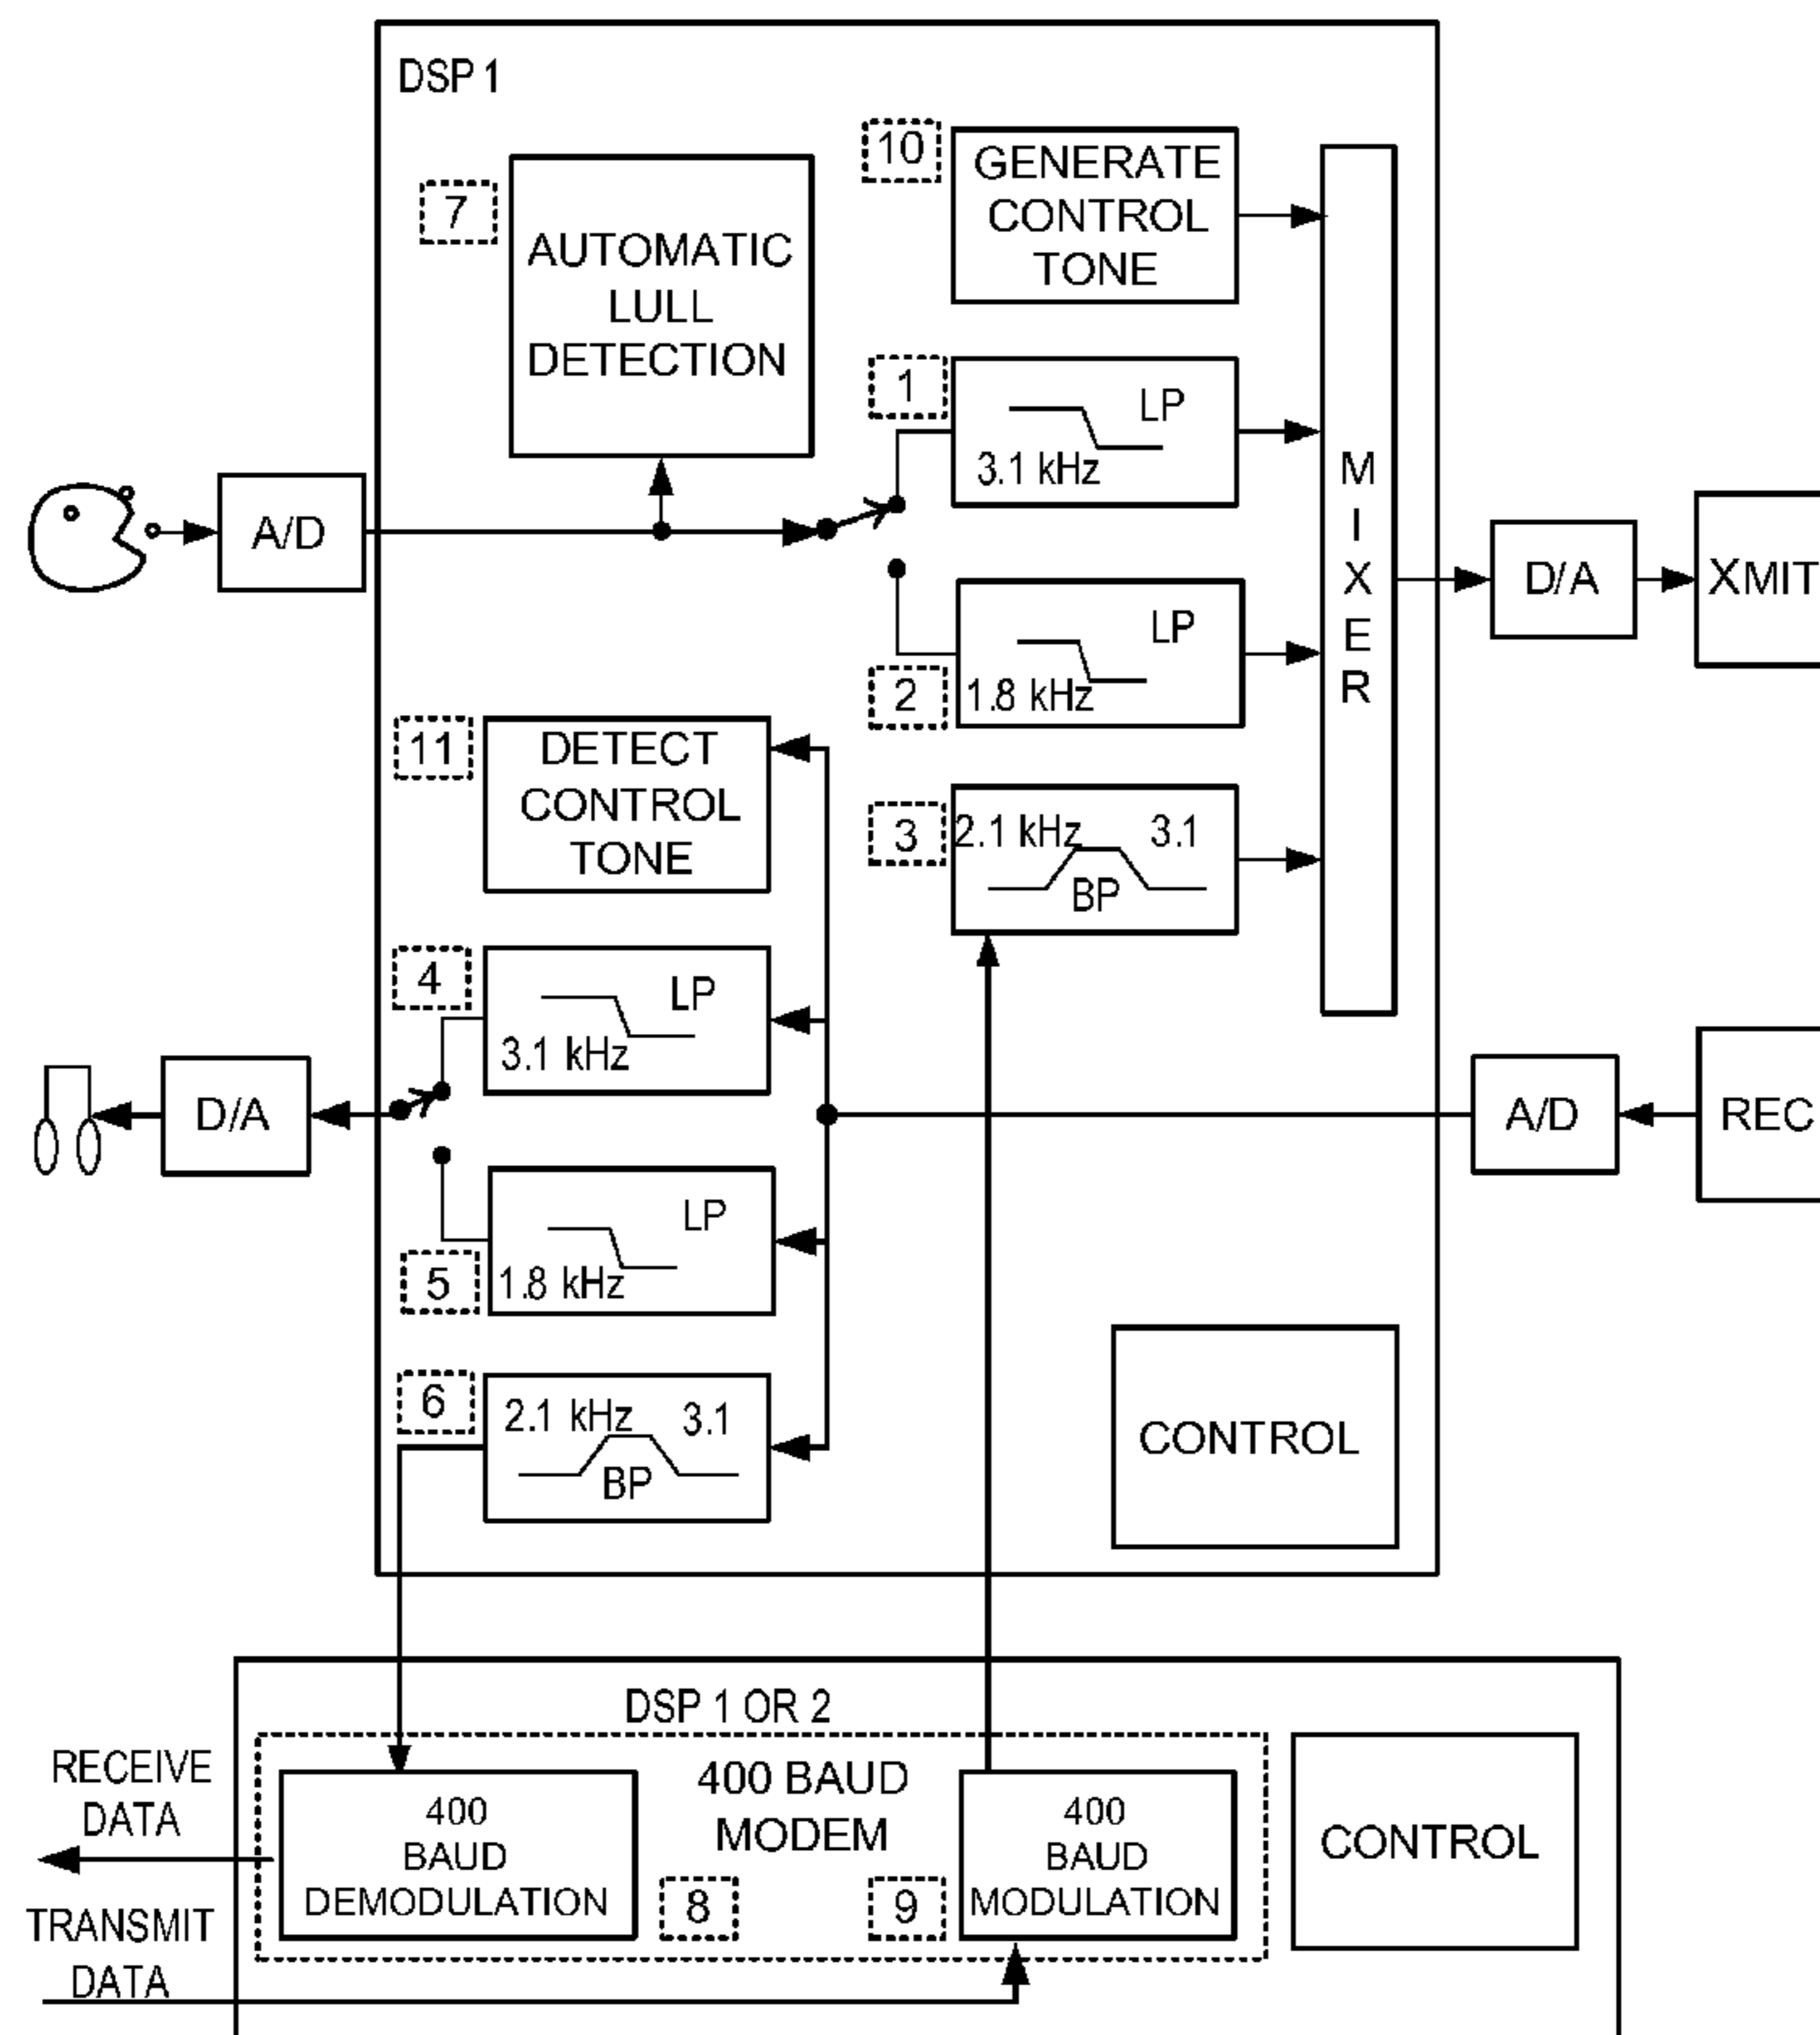 DSP 1
10
GENERATE
CONTROL
TONE
7
AUTOMATIC
LULL
DETECTION
1
LP
3.1 kHz
A/D
M
I
X
E
R
D/A
XMIT
LP
2
1.8 kHz
11
DETECT
CONTROL
TONE
3
2.1 kHz 3.1
BP
4
LP
3.1 kHz
D/A
A/D
REC
LP
5
1.8 kHz
6
2.1 kHz 3.1
BP
CONTROL
DSP 1 OR 2
RECEIVE
DATA
400 BAUD
MODEM
400
BAUD
DEMODULATION
8
9
400
BAUD
MODULATION
CONTROL
TRANSMIT
DATA